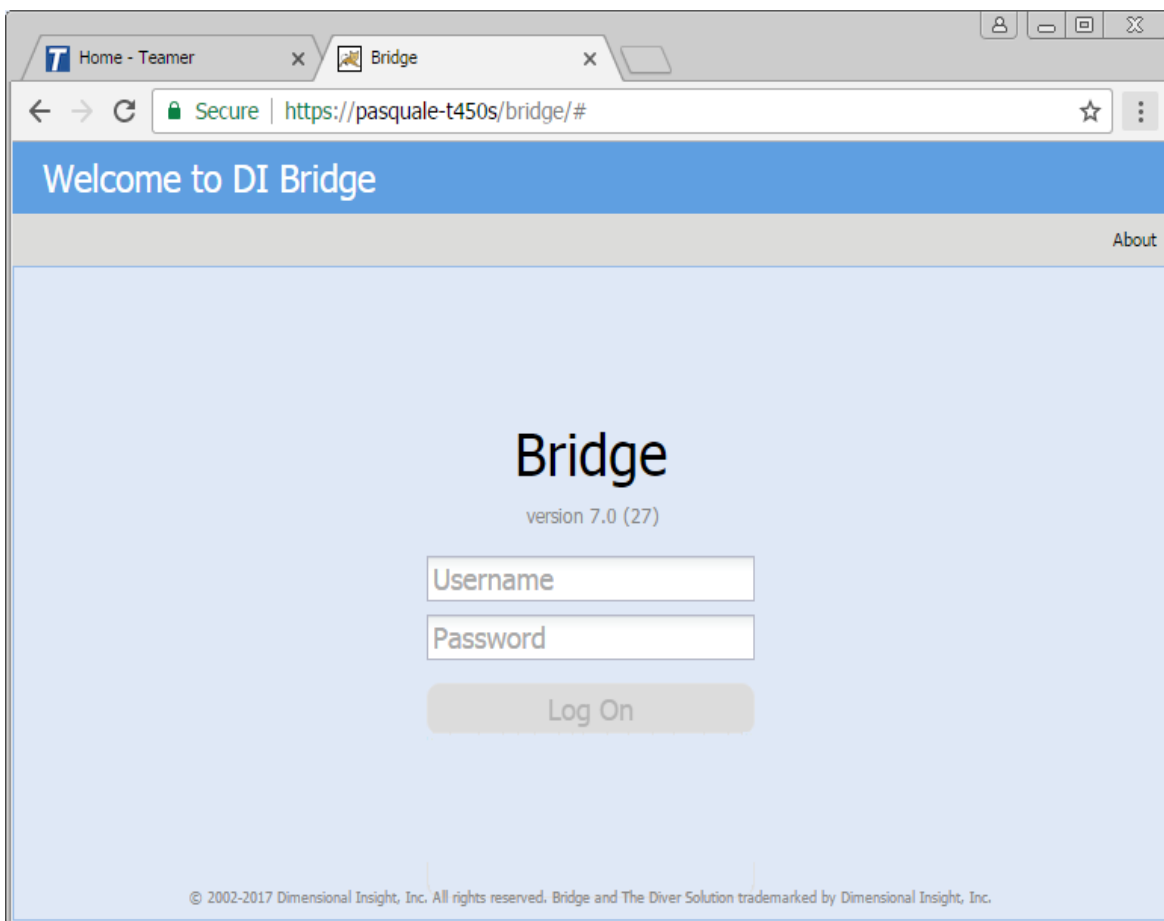 Home - Teamer
Bridge
Secure https://pasquale-t450s/bridge/#
Welcome to DI Bridge
About
Bridge
version 7.0 (27)
Username
Password
Log On
© 2002-2017 Dimensional Insight, Inc. All rights reserved. Bridge and The Diver Solution trademarked by Dimensional Insight, Inc.